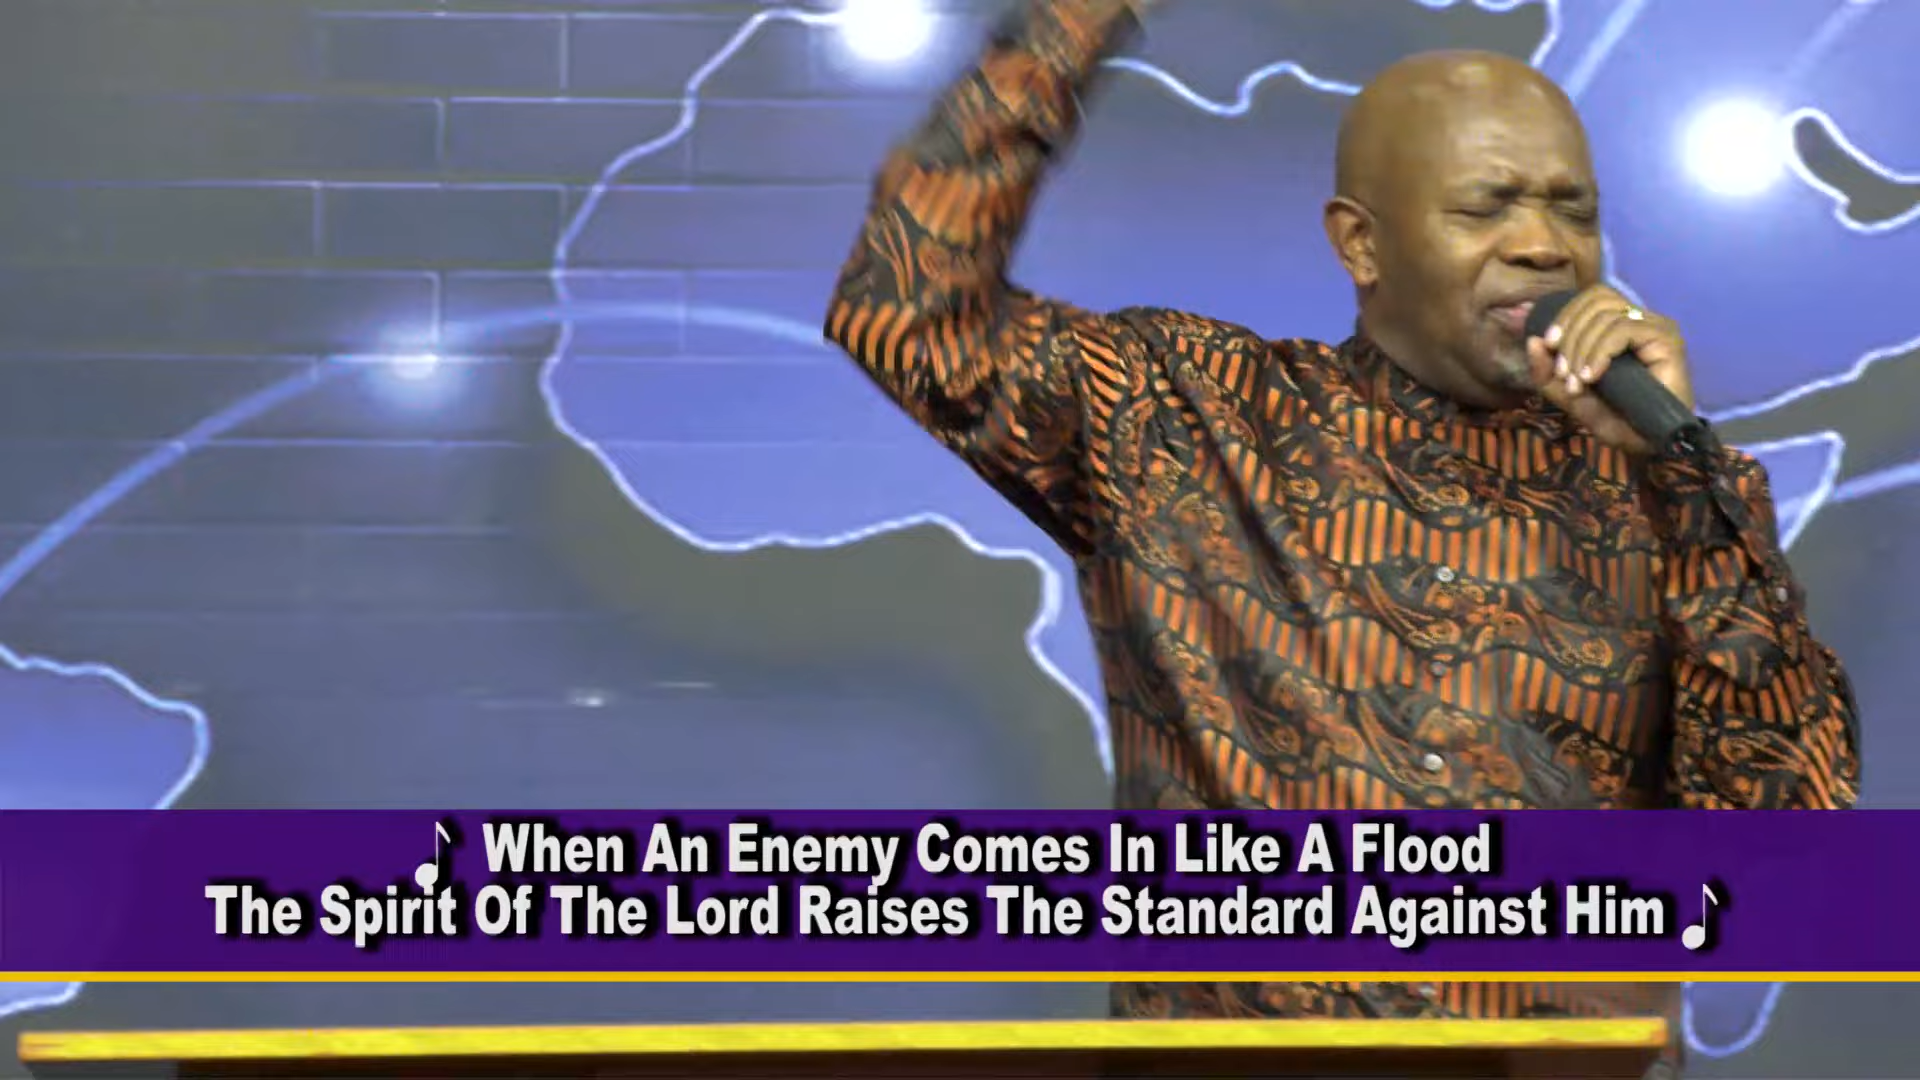 ♪ When An Enemy Comes In Like A Flood
The Spirit Of The Lord Raises The Standard Against Him ♪